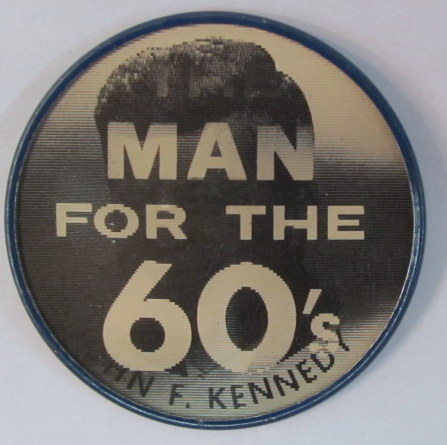 MAN
FOR THE
60's
F. KENNEDY